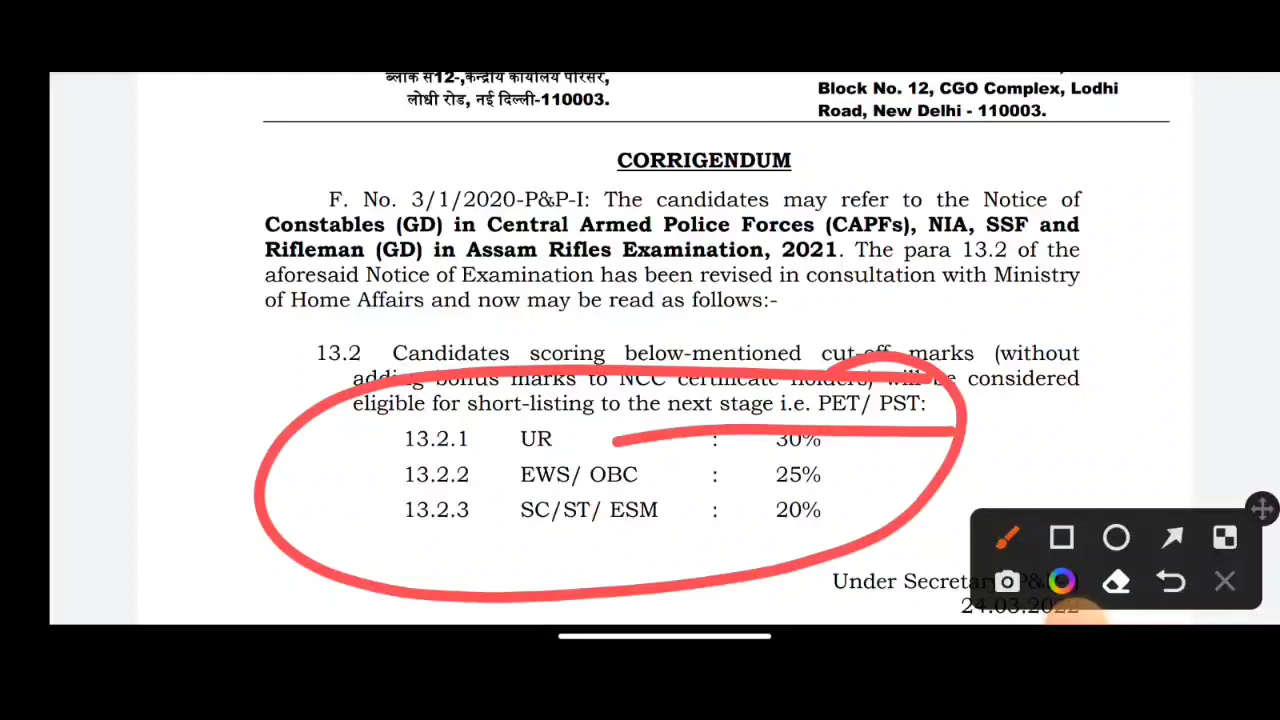 ब्लाक स12-,केन्द्रीय कार्यालय परिसर,
लोधी रोड, नई दिल्ली-110003.
Block No. 12, CGO Complex, Lodhi
Road, New Delhi - 110003.
CORRIGENDUM
F. No. 3/1/2020-P&P-I: The candidates may refer to the Notice of
Constables (GD) in Central Armed Police Forces (CAPFs), NIA, SSF and
Rifleman (GD) in Assam Rifles Examination, 2021. The para 13.2 of the
aforesaid Notice of Examination has been revised in consultation with Ministry
of Home Affairs and now may be read as follows:-
13.2 Candidates scoring below-mentioned cut-off marks (without
adding bonus marks to NCC certificate holders) will be considered
eligible for short-listing to the next stage i.e. PET/ PST:
13.2.1 UR : 30%
13.2.2 EWS/ OBC : 25%
13.2.3 SC/ST/ ESM : 20%
Under Secretary
24.03.2022